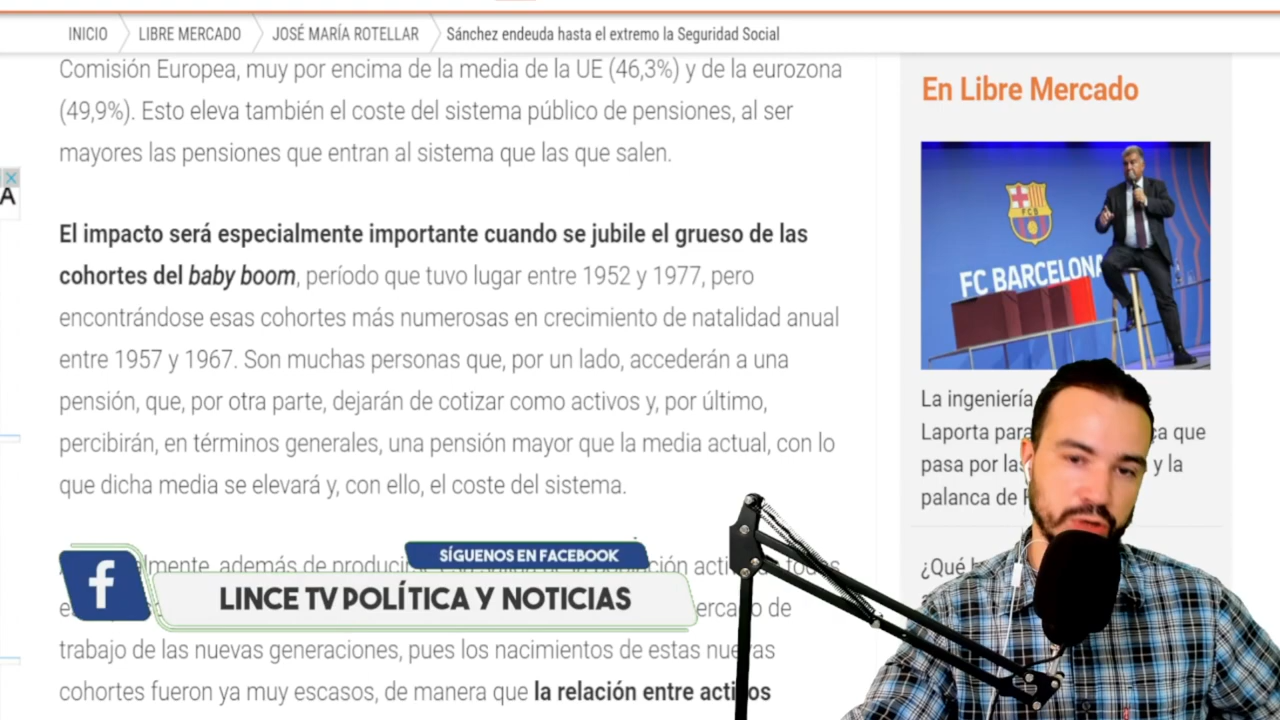 INICIO
LIBRE MERCADO
JOSÉ MARÍA ROTELLAR
Sánchez endeuda hasta el extremo la Seguridad Social
Comisión Europea, muy por encima de la media de la UE (46,3%) y de la eurozona
(49,9%). Esto eleva también el coste del sistema público de pensiones, al ser
mayores las pensiones que entran al sistema que las que salen.
El impacto será especialmente importante cuando se jubile el grueso de las
cohortes del baby boom, período que tuvo lugar entre 1952 y 1977, pero
encontrándose esas cohortes más numerosas en crecimiento de natalidad anual
entre 1957 y 1967. Son muchas personas que, por un lado, accederán a una
pensión, que, por otra parte, dejarán de cotizar como activos y, por último,
percibirán, en términos generales, una pensión mayor que la media actual, con lo
que dicha media se elevará y, con ello, el coste del sistema.
además de
SÍGUENOS EN FACEBOOK
LINCE TV POLÍTICA Y NOTICIAS
de
trabajo de las nuevas generaciones, pues los nacimientos de estas nuevas
cohortes fueron ya muy escasos, de manera que la relación entre activos
A
En Libre Mercado
FCB
FC BARCELONA
La ingeniería
Laporta para que
pasa por las y la
palanca de
¿Qué